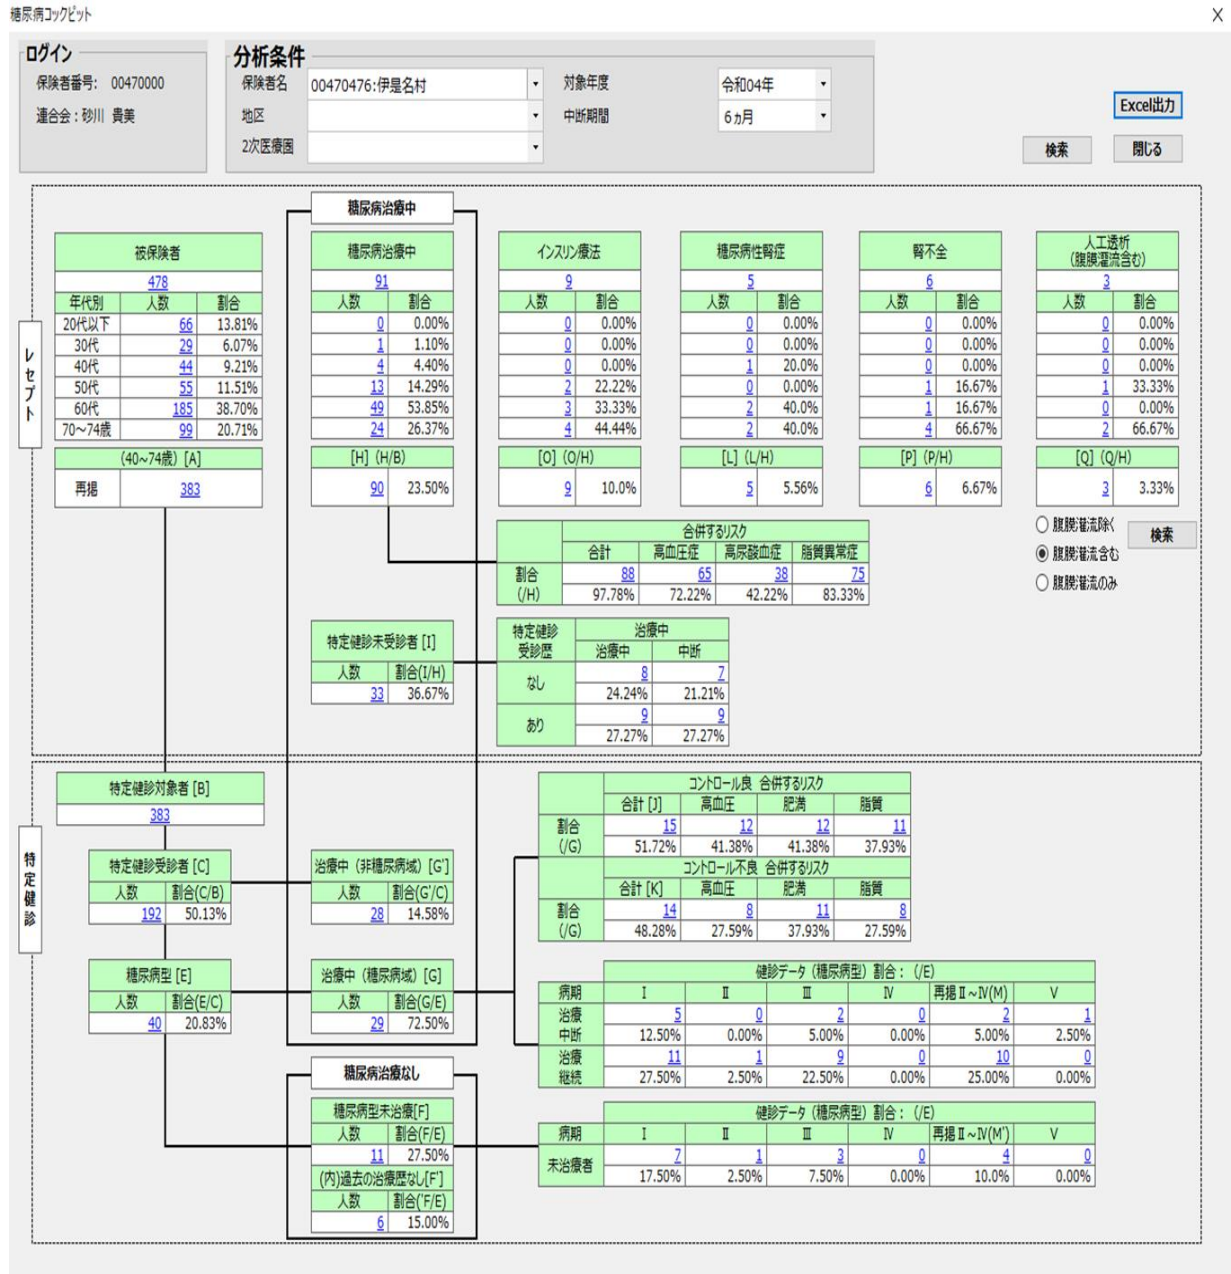 糖尿病コックピット
X
ログイン
保険者番号: 00470000
連合会：砂川 貴美
分析条件
保険者名 00470476:伊是名村 対象年度 令和04年
地区 中断期間 6ヵ月
2次医療圏
Excel出力
検索 閉じる
レセプト
糖尿病治療中
被保険者 糖尿病治療中 インスリン療法 糖尿病性腎症 腎不全 人工透析
(腹膜灌流含む)
478 91 9 5 6 3
年代別 人数 割合 人数 割合 人数 割合 人数 割合 人数 割合 人数 割合
20代以下 66 13.81% 0 0.00% 0 0.00% 0 0.00% 0 0.00% 0 0.00%
30代 29 6.07% 1 1.10% 0 0.00% 0 0.00% 0 0.00% 0 0.00%
40代 44 9.21% 4 4.40% 0 0.00% 1 20.0% 0 0.00% 0 0.00%
50代 55 11.51% 13 14.29% 2 22.22% 0 0.00% 1 16.67% 1 33.33%
60代 185 38.70% 49 53.85% 3 33.33% 2 40.0% 1 16.67% 0 0.00%
70～74歳 99 20.71% 24 26.37% 4 44.44% 2 40.0% 4 66.67% 2 66.67%
(40~74歳) [A] [H] (H/B) [O] (O/H) [L] (L/H) [P] (P/H) [Q] (Q/H)
再掲 383 90 23.50% 9 10.0% 5 5.56% 6 6.67% 3 3.33%
腹膜灌流除く
腹膜灌流含む
腹膜灌流のみ
検索
合併するリスク
合計 高血圧症 高尿酸血症 脂質異常症
割合
(/H)
88 65 38 75
97.78% 72.22% 42.22% 83.33%
特定健診未受診者 [I]
人数 割合(I/H)
33 36.67%
特定健診
受診歴
治療中
治療中 中断
なし 8 7
24.24% 21.21%
あり 9 9
27.27% 27.27%
特定健診
特定健診対象者 [B]
383
特定健診受診者 [C]
人数 割合(C/B)
192 50.13%
治療中（非糖尿病域）[G']
人数 割合(G'/C)
28 14.58%
コントロール良 合併するリスク
合計 [J] 高血圧 肥満 脂質
割合
(/G)
15 12 12 11
51.72% 41.38% 41.38% 37.93%
コントロール不良 合併するリスク
合計 [K] 高血圧 肥満 脂質
割合
(/G)
14 8 11 8
48.28% 27.59% 37.93% 27.59%
糖尿病型 [E]
人数 割合(E/C)
40 20.83%
治療中（糖尿病域）[G]
人数 割合(G/E)
29 72.50%
健診データ（糖尿病型）割合：（/E）
病期 Ⅰ Ⅱ Ⅲ Ⅳ 再掲Ⅱ～Ⅳ(M) Ⅴ
治療
中断
5 0 2 0 2 1
12.50% 0.00% 5.00% 0.00% 5.00% 2.50%
治療
継続
11 1 9 0 10 0
27.50% 2.50% 22.50% 0.00% 25.00% 0.00%
糖尿病治療なし
糖尿病型未治療[F]
人数 割合(F/E)
11 27.50%
(内)過去の治療歴なし[F']
人数 割合('F/E)
6 15.00%
健診データ（糖尿病型）割合：（/E）
病期 Ⅰ Ⅱ Ⅲ Ⅳ 再掲Ⅱ～Ⅳ(M') Ⅴ
未治療者 7 1 3 0 4 0
17.50% 2.50% 7.50% 0.00% 10.0% 0.00%